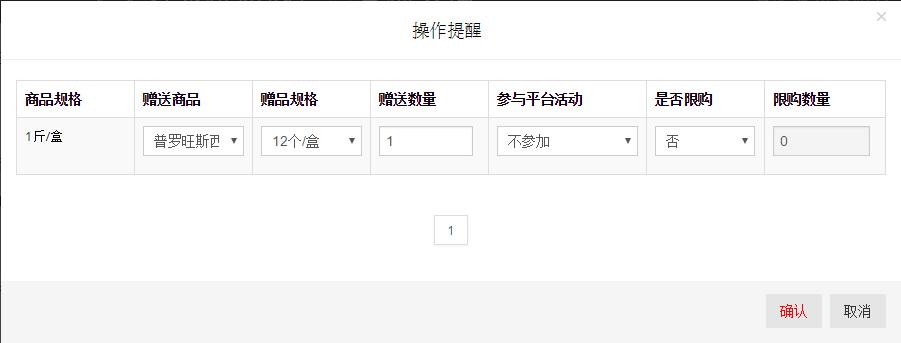 ×
操作提醒
商品规格 赠送商品 赠品规格 赠送数量 参与平台活动 是否限购 限购数量
1斤/盒 普罗旺斯西 12个/盒 1 不参加 否 0
1
确认 取消